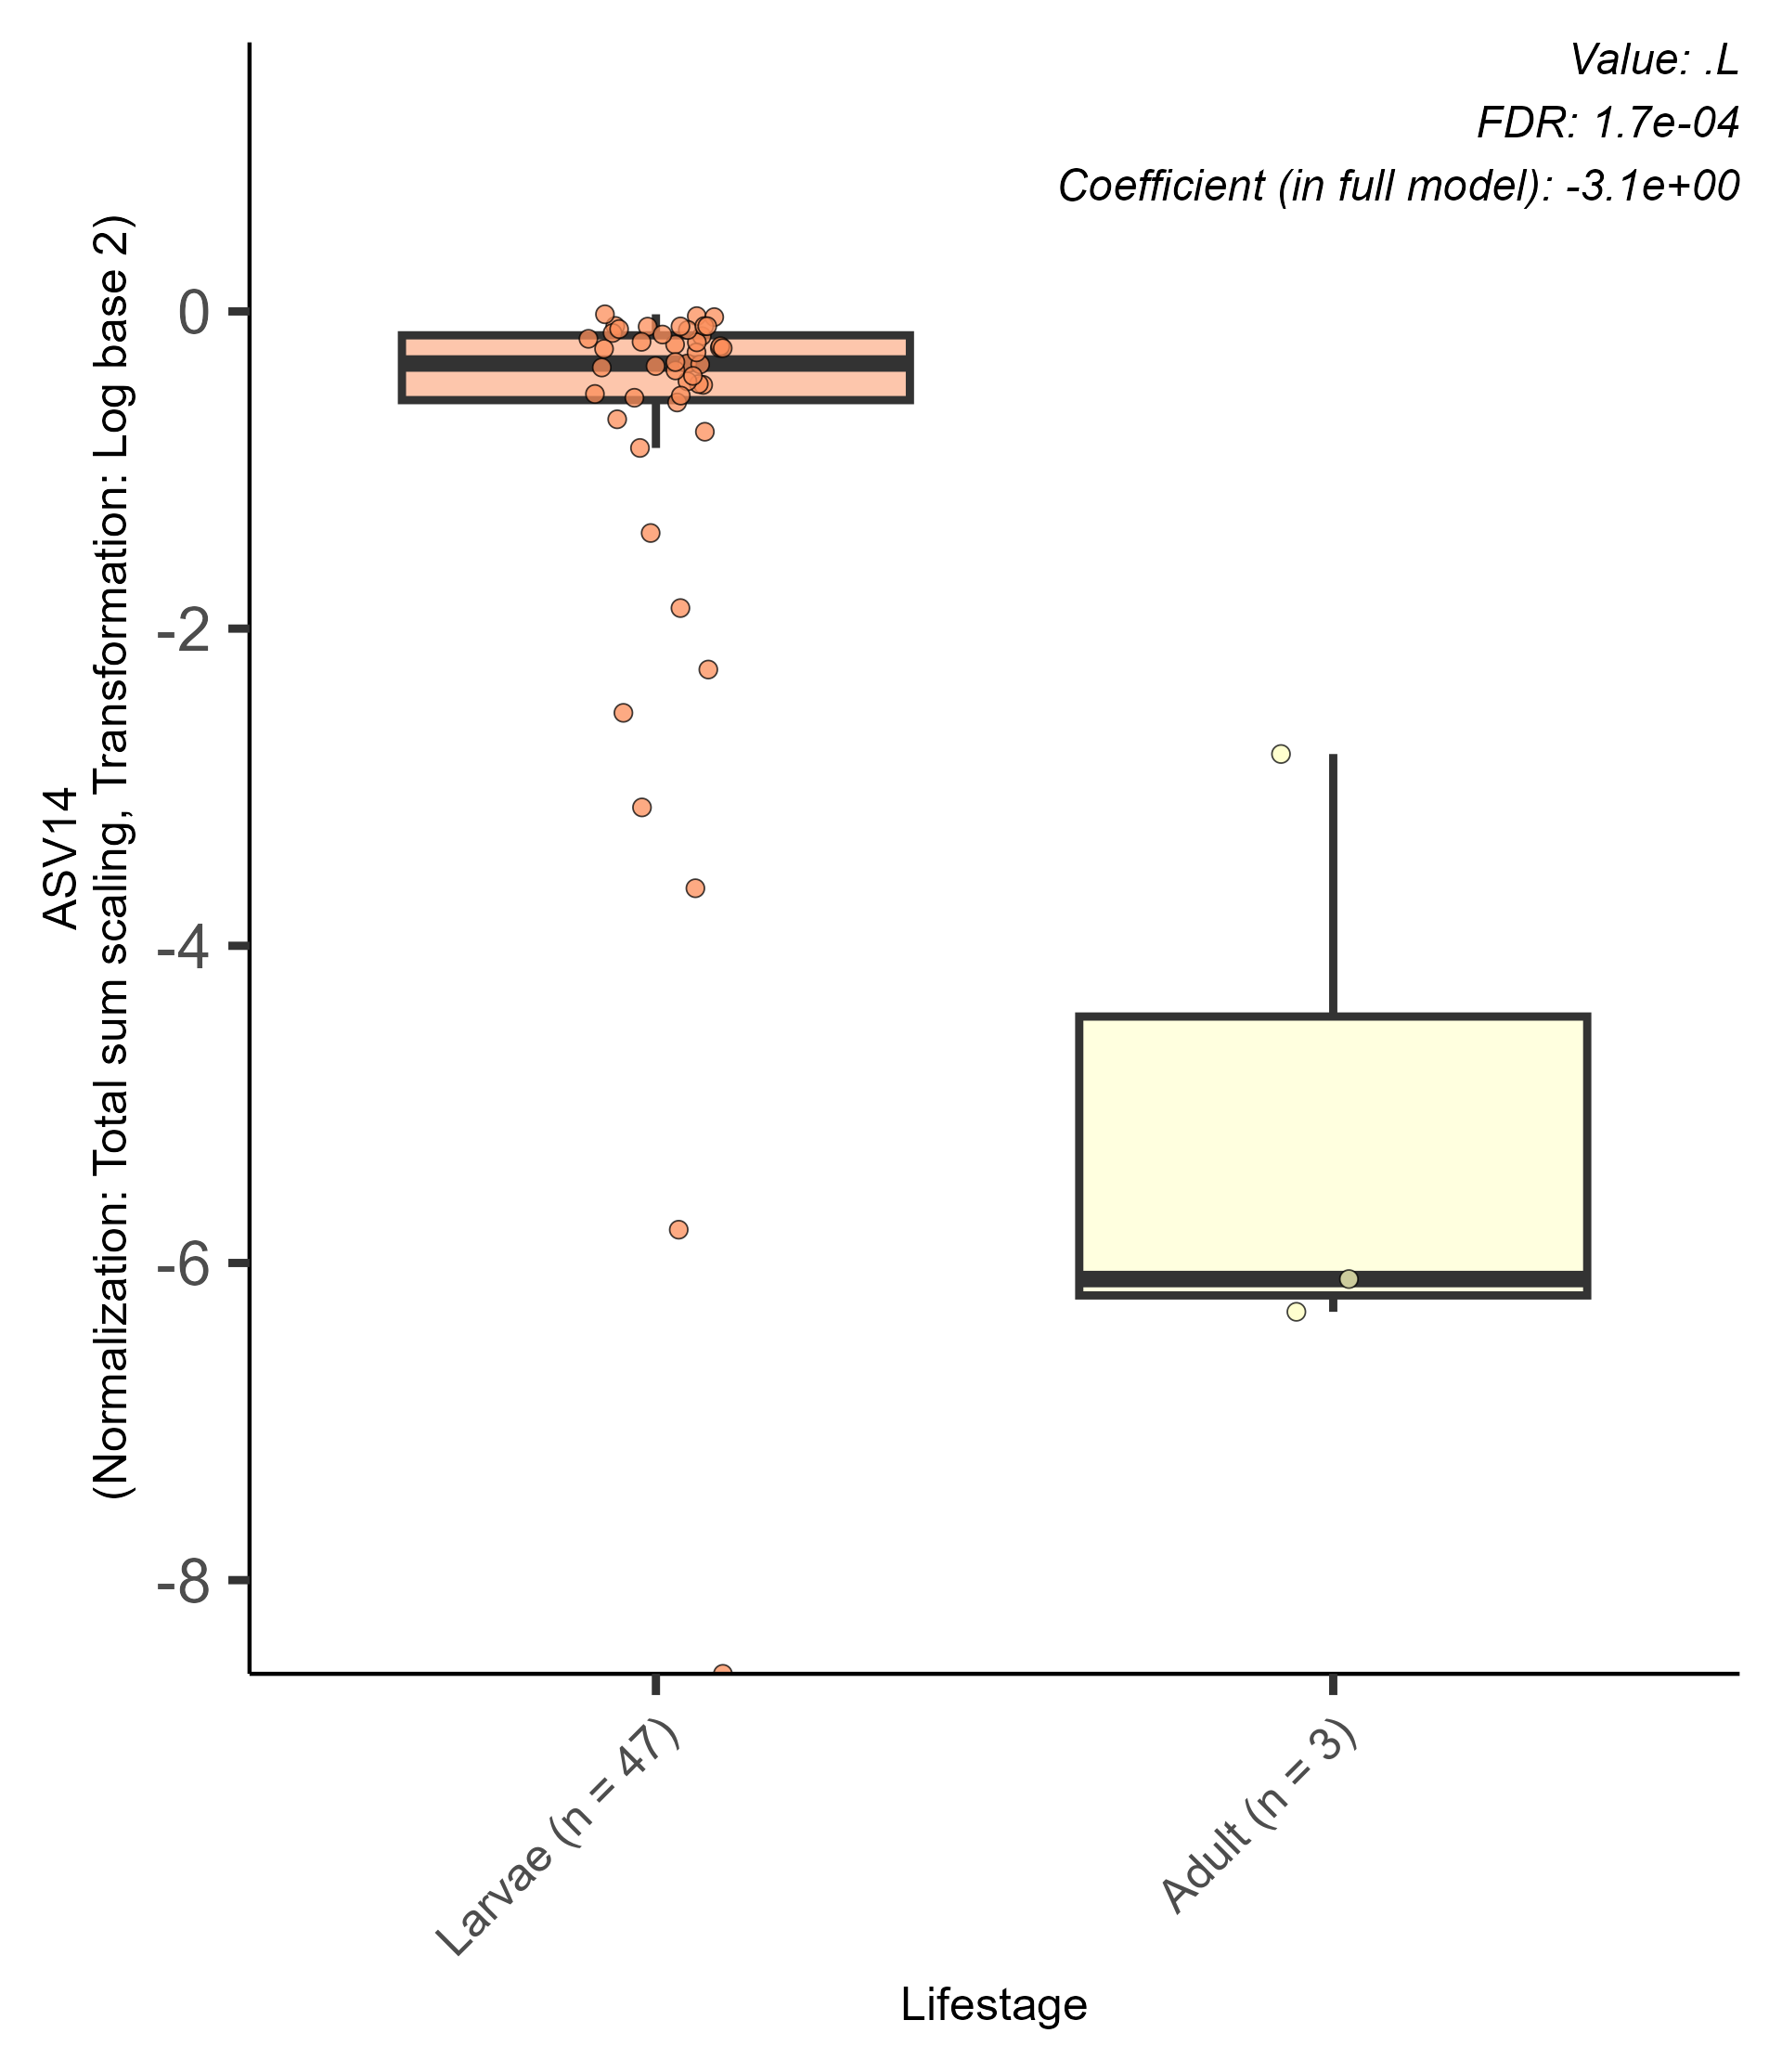 Value: .L
FDR: 1.7e-04
Coefficient (in full model): -3.1e+00
ASV14
(Normalization: Total sum scaling, Transformation: Log base 2)
0
-2
-4
-6
-8
Larvae (n = 47)
Adult (n = 3)
Lifestage